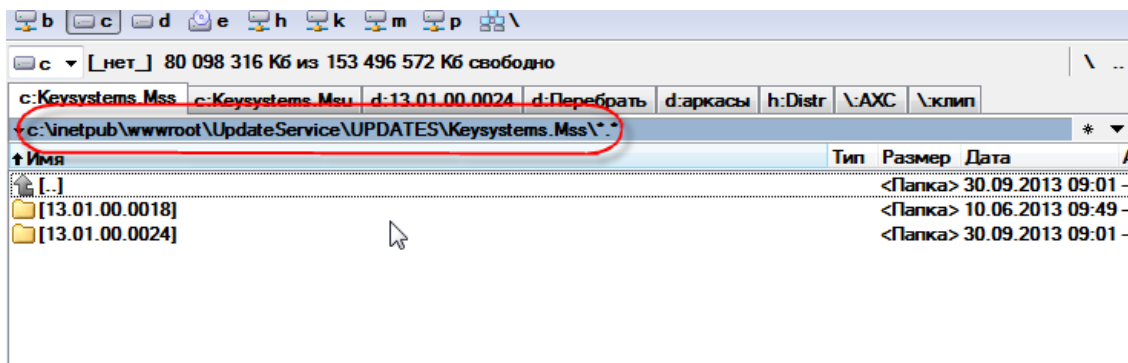 b c d e h k m p \
c [_нет_] 80 098 316 Кб из 153 496 572 Кб свободно \ ..
c:Keysystems.Mss c:Keysystems.Msu d:13.01.00.0024 d:Перебрать d:аркасы h:Distr \:AXC \:клип
c:\inetpub\wwwroot\UpdateService\UPDATES\Keysystems.Mss\*.* *
Имя Тип Размер Дата
[..] <Папка> 30.09.2013 09:01
[13.01.00.0018] <Папка> 10.06.2013 09:49
[13.01.00.0024] <Папка> 30.09.2013 09:01